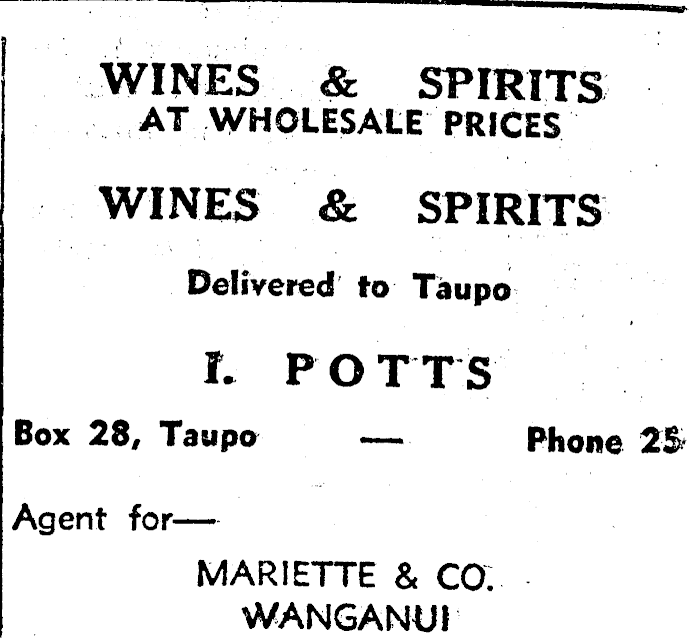 WINES & SPIRITS
AT WHOLESALE PRICES
WINES & SPIRITS
Delivered to Taupo
I. POTTS
Box 28, Taupo — Phone 25
Agent for—
MARIETTE & CO.
WANGANUI